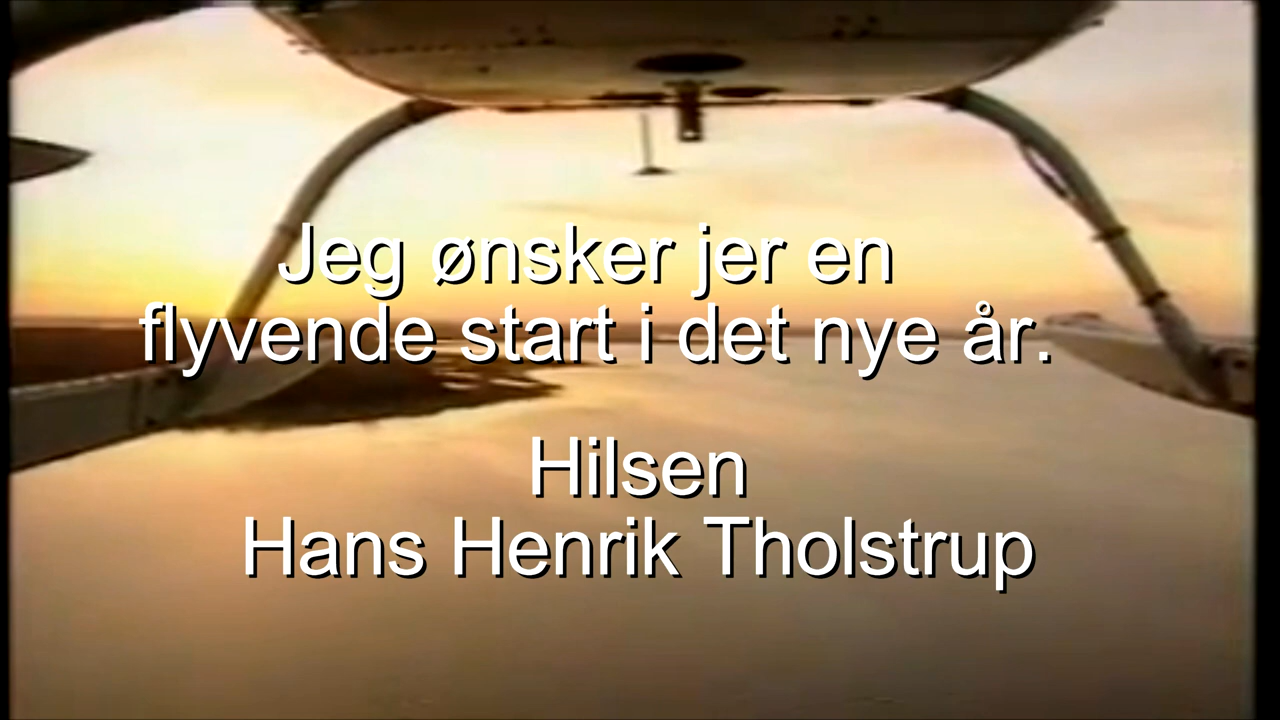 Jeg ønsker jer en
flyvende start i det nye år.
Hilsen
Hans Henrik Tholstrup